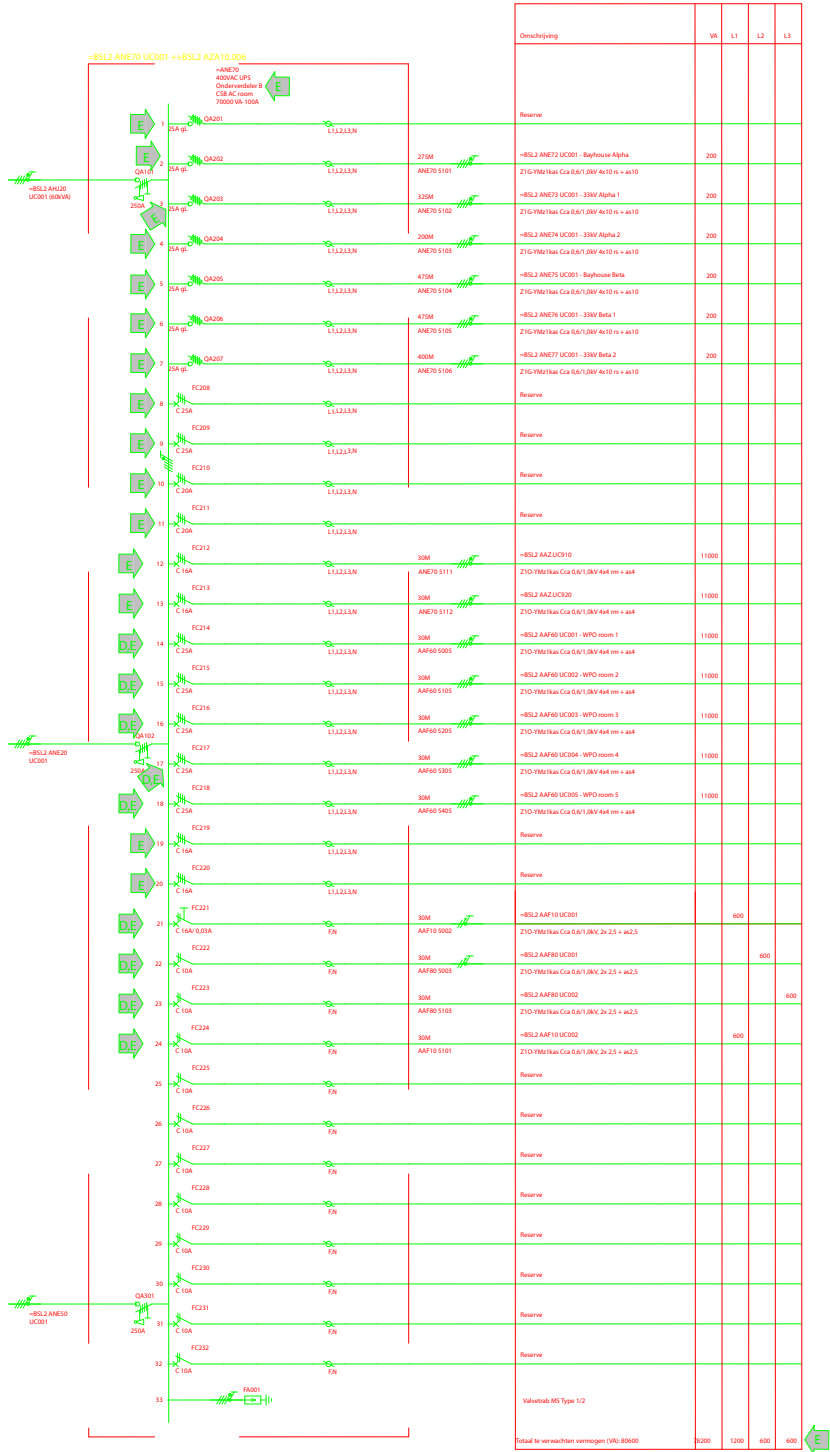 Omschrijving VA L1 L2 L3
=BSL2 ANE70 UC001 ++BSL2 AZA10.006
=ANE70
400VAC UPS
Onderverdeler B
CSB AC room
70000 VA-100A
E
E 1 25A gL QA201 L1,L2,L3,N Reserve
E 2 25A gL QA202 L1,L2,L3,N 275M ANE70 5101 =BSL2 ANE72 UC001 - Bayhouse Alpha 200
Z1G-YMz1kas Cca 0,6/1,0kV 4x10 rs + as10
=BSL2 AHJ20
UC001 (60kVA)
QA101
250A
E
3 25A gL QA203 L1,L2,L3,N 325M ANE70 5102 =BSL2 ANE73 UC001 - 33kV Alpha 1 200
Z1G-YMz1kas Cca 0,6/1,0kV 4x10 rs + as10
E 4 25A gL QA204 L1,L2,L3,N 200M ANE70 5103 =BSL2 ANE74 UC001 - 33kV Alpha 2 200
Z1G-YMz1kas Cca 0,6/1,0kV 4x10 rs + as10
E 5 25A gL QA205 L1,L2,L3,N 475M ANE70 5104 =BSL2 ANE75 UC001 - Bayhouse Beta 200
Z1G-YMz1kas Cca 0,6/1,0kV 4x10 rs + as10
E 6 25A gL QA206 L1,L2,L3,N 475M ANE70 5105 =BSL2 ANE76 UC001 - 33kV Beta 1 200
Z1G-YMz1kas Cca 0,6/1,0kV 4x10 rs + as10
E 7 25A gL QA207 L1,L2,L3,N 400M ANE70 5106 =BSL2 ANE77 UC001 - 33kV Beta 2 200
Z1G-YMz1kas Cca 0,6/1,0kV 4x10 rs + as10
E 8 C 25A FC208 L1,L2,L3,N Reserve
E 9 C 25A FC209 L1,L2,L3,N Reserve
E 10 C 20A FC210 L1,L2,L3,N Reserve
E 11 C 20A FC211 L1,L2,L3,N Reserve
E 12 C 16A FC212 L1,L2,L3,N 30M ANE70 5111 =BSL2 AAZ.UC910 11000
Z1O-YMz1kas Cca 0,6/1,0kV 4x4 rm + as4
E 13 C 16A FC213 L1,L2,L3,N 30M ANE70 5112 =BSL2 AAZ.UC920 11000
Z1O-YMz1kas Cca 0,6/1,0kV 4x4 rm + as4
D,E 14 C 25A FC214 L1,L2,L3,N 30M AAF60 5005 =BSL2 AAF60 UC001 - WPO room 1 11000
Z1O-YMz1kas Cca 0,6/1,0kV 4x4 rm + as4
D,E 15 C 25A FC215 L1,L2,L3,N 30M AAF60 5105 =BSL2 AAF60 UC002 - WPO room 2 11000
Z1O-YMz1kas Cca 0,6/1,0kV 4x4 rm + as4
D,E 16 C 25A FC216 L1,L2,L3,N 30M AAF60 5205 =BSL2 AAF60 UC003 - WPO room 3 11000
Z1O-YMz1kas Cca 0,6/1,0kV 4x4 rm + as4
=BSL2 ANE20
UC001
QA102
250A
D,E
17 C 25A FC217 L1,L2,L3,N 30M AAF60 5305 =BSL2 AAF60 UC004 - WPO room 4 11000
Z1O-YMz1kas Cca 0,6/1,0kV 4x4 rm + as4
D,E 18 C 25A FC218 L1,L2,L3,N 30M AAF60 5405 =BSL2 AAF60 UC005 - WPO room 5 11000
Z1O-YMz1kas Cca 0,6/1,0kV 4x4 rm + as4
E 19 C 16A FC219 L1,L2,L3,N Reserve
E 20 C 16A FC220 L1,L2,L3,N Reserve
D,E 21 C 16A/ 0,03A FC221 F,N 30M AAF10 5002 =BSL2 AAF10 UC001 600
Z1O-YMz1kas Cca 0,6/1,0kV, 2x 2,5 + as2,5
D,E 22 C 10A FC222 F,N 30M AAF80 5003 =BSL2 AAF80 UC001 600
Z1O-YMz1kas Cca 0,6/1,0kV, 2x 2,5 + as2,5
D,E 23 C 10A FC223 F,N 30M AAF80 5103 =BSL2 AAF80 UC002 600
Z1O-YMz1kas Cca 0,6/1,0kV, 2x 2,5 + as2,5
D,E 24 C 10A FC224 F,N 30M AAF10 5101 =BSL2 AAF10 UC002 600
Z1O-YMz1kas Cca 0,6/1,0kV, 2x 2,5 + as2,5
25 C 10A FC225 F,N Reserve
26 C 10A FC226 F,N Reserve
27 C 10A FC227 F,N Reserve
28 C 10A FC228 F,N Reserve
29 C 10A FC229 F,N Reserve
30 C 10A FC230 F,N Reserve
=BSL2 ANE50
UC001
QA301
250A
31 C 10A FC231 F,N Reserve
32 C 10A FC232 F,N Reserve
33 FA001 Valvetrab MS Type 1/2
Totaal te verwachten vermogen (VA): 80600 78200 1200 600 600 E